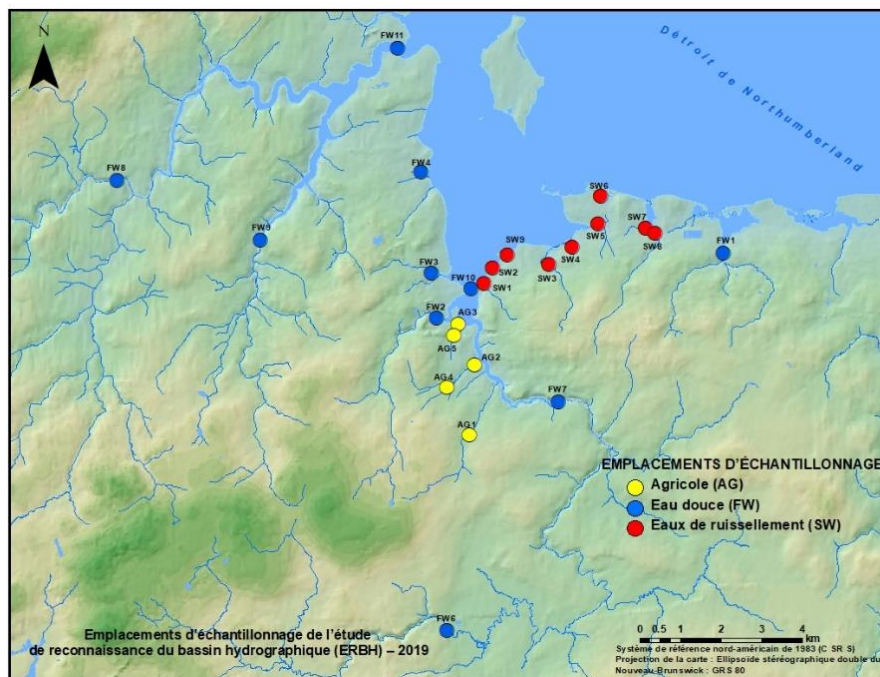 N
FW11
Détroit de Northumberland
FW8
FW4
SW6
FW9
SW7
SW5
SW8
SW9
SW4
FW1
FW3
SW2
SW3
FW10
SW1
FW2
AG3
AG5
AG2
AG4
FW7
AG1
EMPLACEMENTS D'ÉCHANTILLONNAGE
Agricole (AG)
Eau douce (FW)
Eaux de ruissellement (SW)
FW6
Emplacements d'échantillonnage de l'étude
de reconnaissance du bassin hydrographique (ERBH) – 2019
0 0.5 1 2 3 4
km
Système de référence nord-américain de 1983 (C SR S)
Projection de la carte : Ellipsoïde stéréographique double du
Nouveau-Brunswick : GRS 80